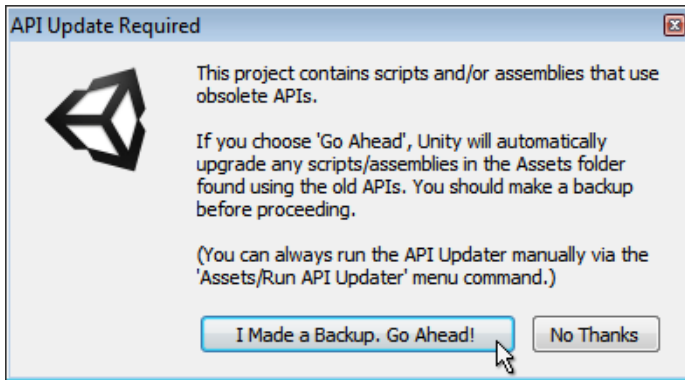 API Update Required
This project contains scripts and/or assemblies that use
obsolete APIs.
If you choose 'Go Ahead', Unity will automatically
upgrade any scripts/assemblies in the Assets folder
found using the old APIs. You should make a backup
before proceeding.
(You can always run the API Updater manually via the
'Assets/Run API Updater' menu command.)
I Made a Backup. Go Ahead!
No Thanks